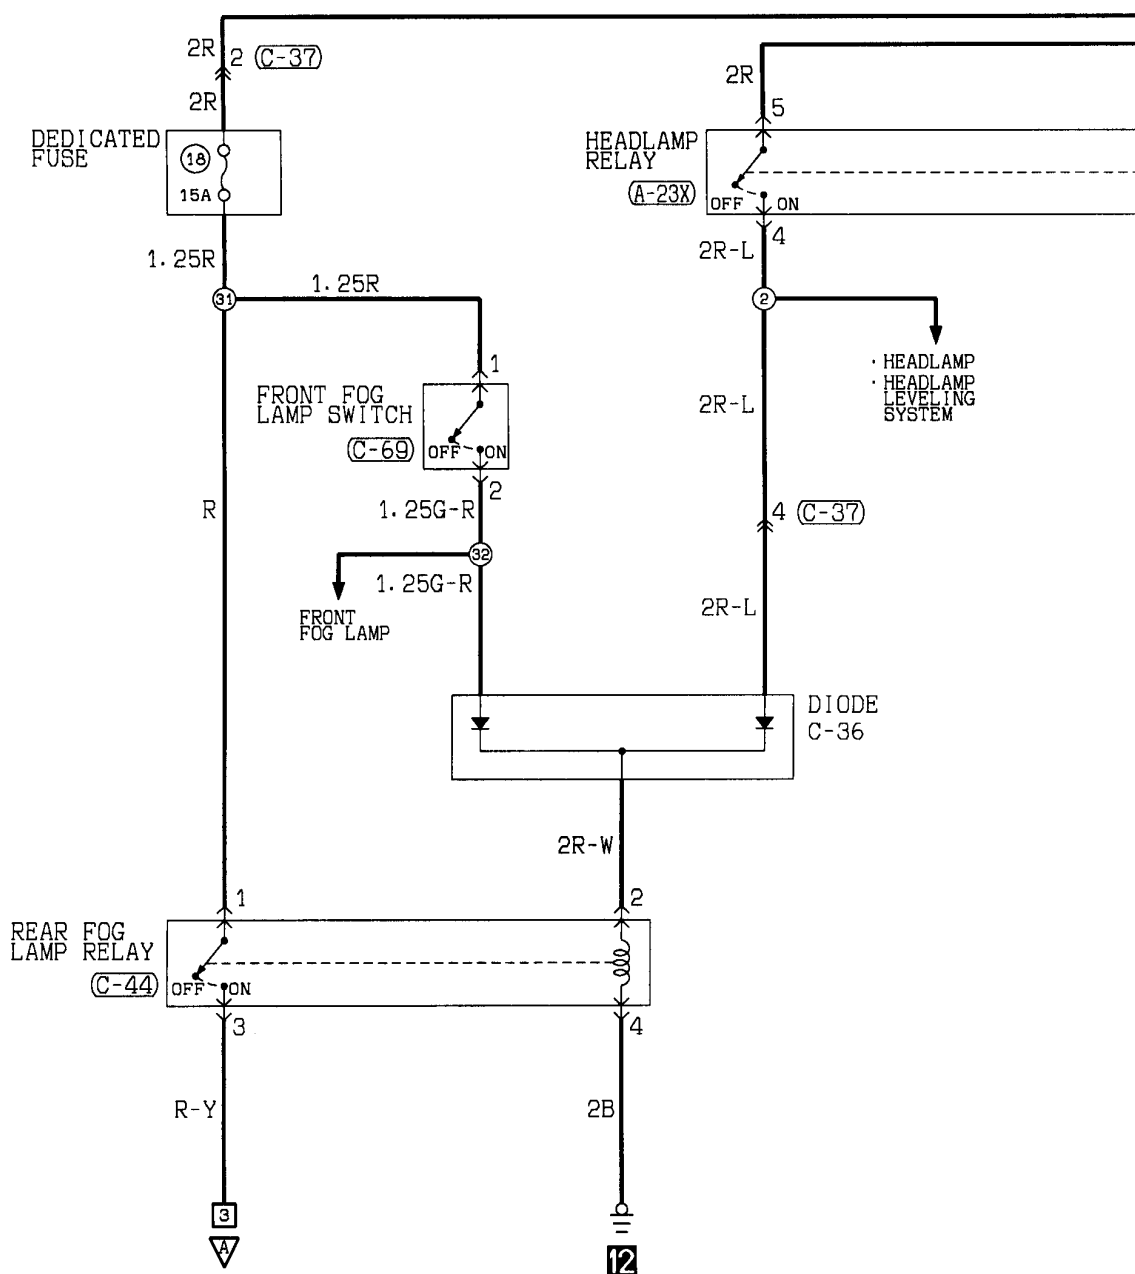 2R
2
C-37
2R
5
2R
DEDICATED
FUSE
18
15A
HEADLAMP
RELAY
A-23X
OFF
ON
4
1.25R
2R-L
31
1.25R
2
1
· HEADLAMP
· HEADLAMP
LEVELING
SYSTEM
FRONT FOG
LAMP SWITCH
C-69
OFF
ON
2R-L
R
2
1.25G-R
4
C-37
32
1.25G-R
FRONT
FOG LAMP
2R-L
DIODE
C-36
2R-W
1
2
REAR FOG
LAMP RELAY
C-44
OFF
ON
3
4
R-Y
2B
3
A
12